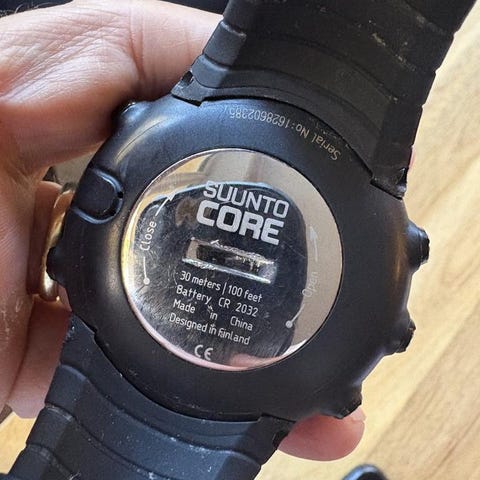 Serial No:1628602385
SUUNTO
CORE
Close
Open
30 meters | 100 feet
Battery CR 2032
Made in China
Designed in Finland
CE